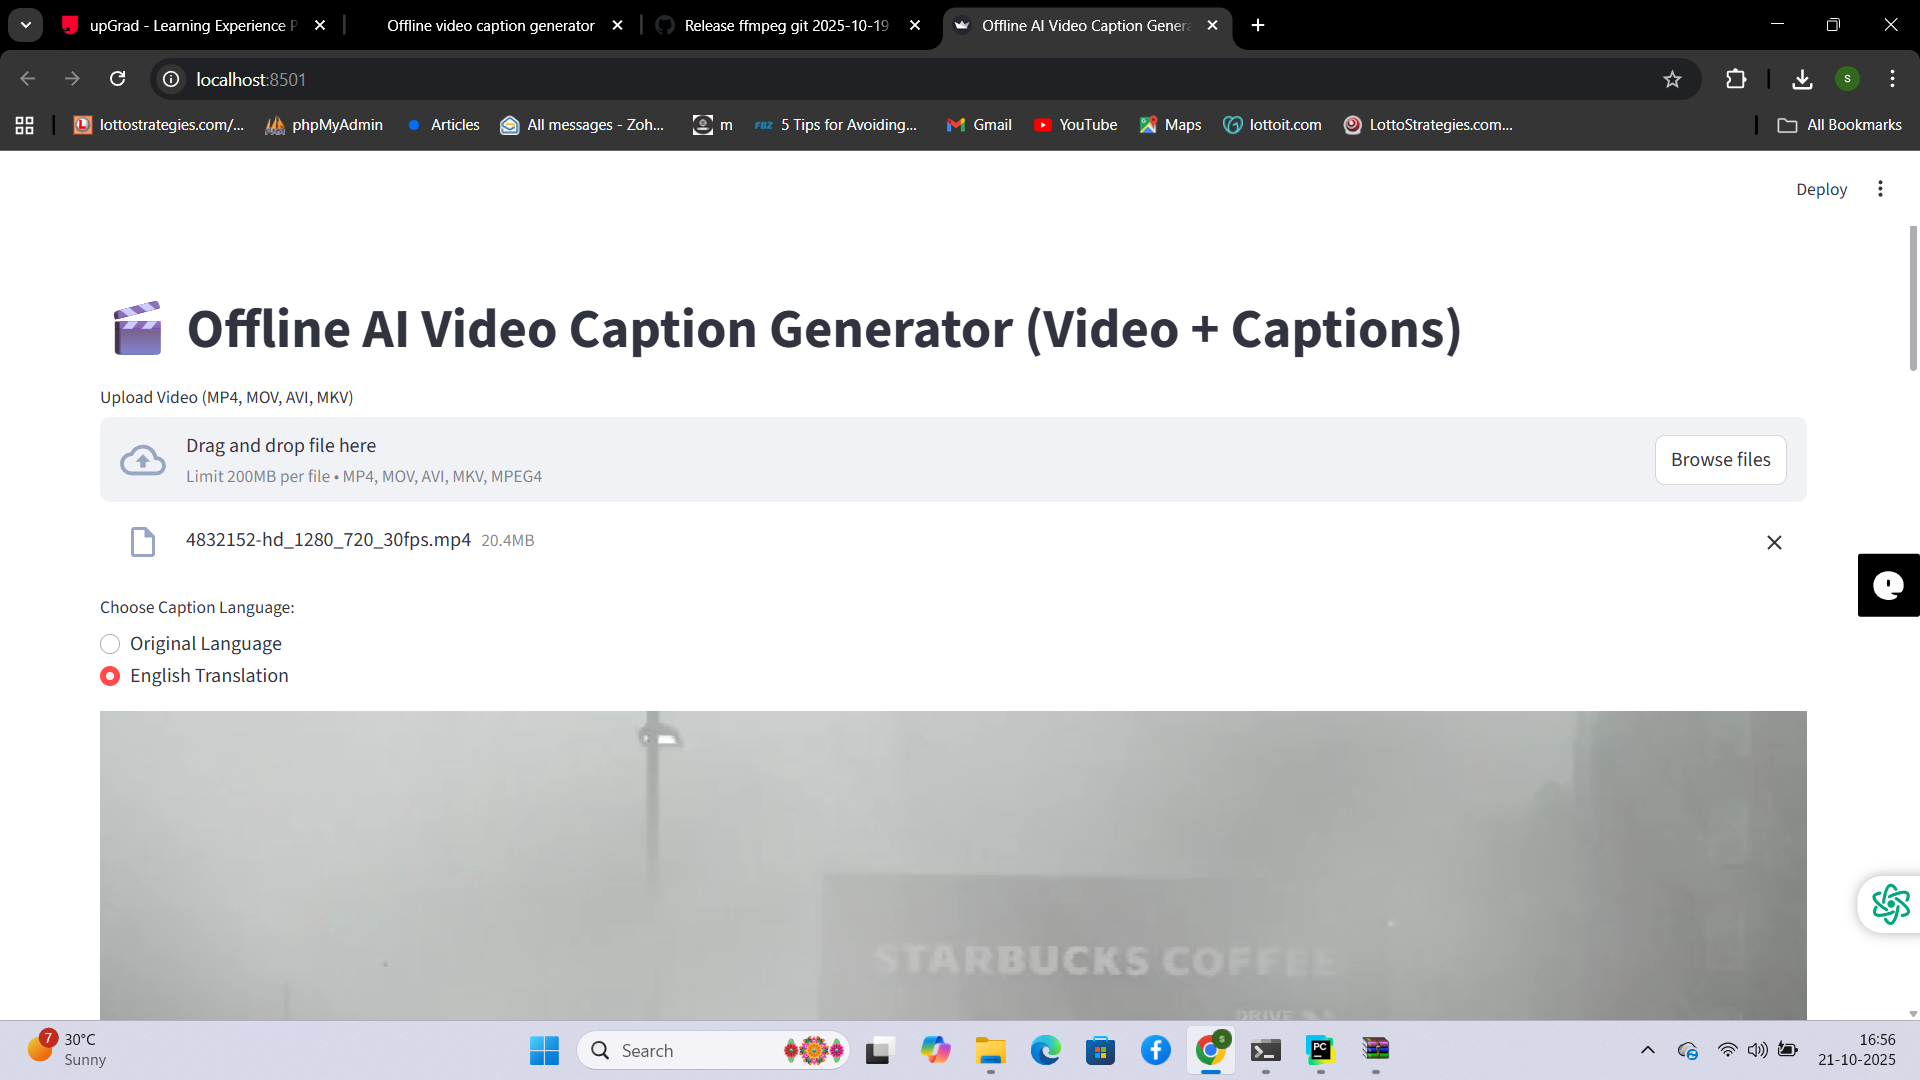 upGrad - Learning Experience P
Offline video caption generator
Release ffmpeg git 2025-10-19
Offline AI Video Caption Genera
localhost:8501
S
lottostrategies.com/...
phpMyAdmin
Articles
All messages - Zoh...
m
FBZ
5 Tips for Avoiding...
Gmail
YouTube
Maps
lottoit.com
LottoStrategies.com...
All Bookmarks
Deploy
Offline AI Video Caption Generator (Video + Captions)
Upload Video (MP4, MOV, AVI, MKV)
Drag and drop file here
Limit 200MB per file • MP4, MOV, AVI, MKV, MPEG4
Browse files
4832152-hd_1280_720_30fps.mp4 20.4MB
Choose Caption Language:
Original Language
English Translation
STARBUCKS COFFEE
DRIVE
7
30°C
Sunny
Search
S
PC
16:56
21-10-2025